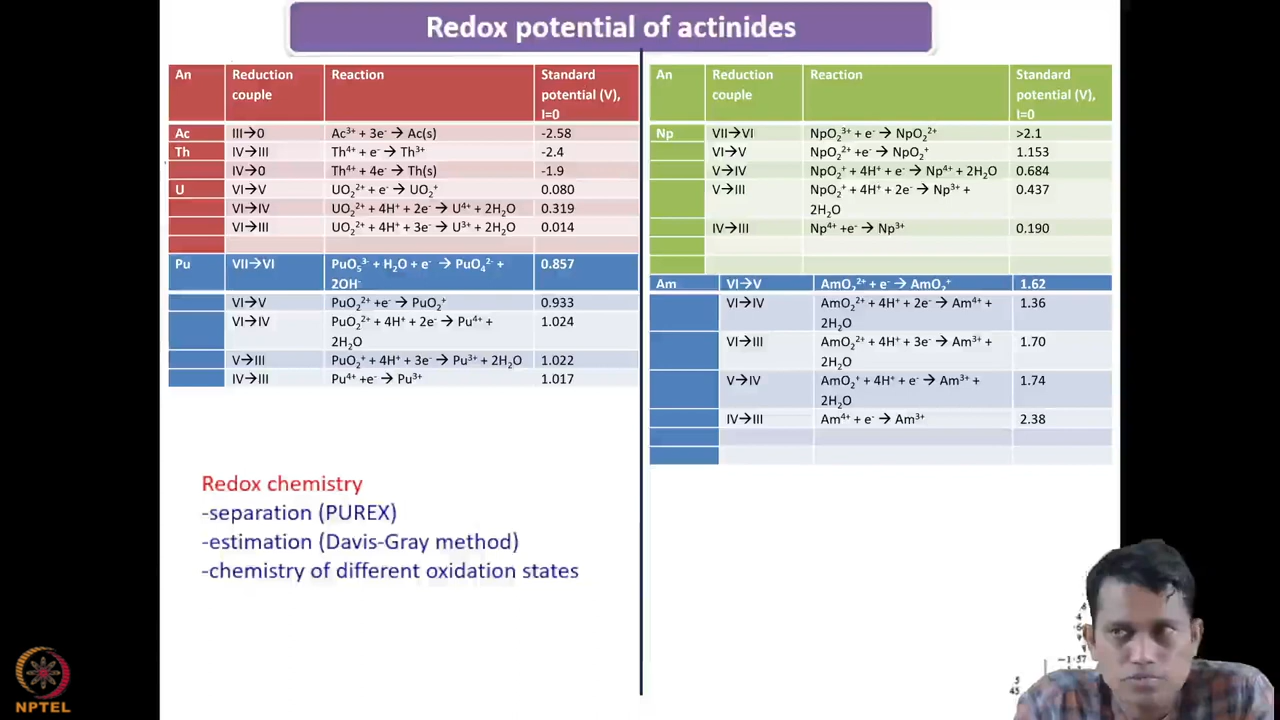 Redox potential of actinides
An Reduction couple Reaction Standard potential (V), I=0
Ac III→0 Ac³⁺ + 3e⁻ → Ac(s) -2.58
Th IV→III Th⁴⁺ + e⁻ → Th³⁺ -2.4
IV→0 Th⁴⁺ + 4e⁻ → Th(s) -1.9
U VI→V UO₂²⁺ + e⁻ → UO₂⁺ 0.080
VI→IV UO₂²⁺ + 4H⁺ + 2e⁻ → U⁴⁺ + 2H₂O 0.319
VI→III UO₂²⁺ + 4H⁺ + 3e⁻ → U³⁺ + 2H₂O 0.014
Pu VII→VI PuO₅³⁻ + H₂O + e⁻ → PuO₄²⁻ + 2OH⁻ 0.857
VI→V PuO₂²⁺ +e⁻ → PuO₂⁺ 0.933
VI→IV PuO₂²⁺ + 4H⁺ + 2e⁻ → Pu⁴⁺ + 2H₂O 1.024
V→III PuO₂⁺ + 4H⁺ + 3e⁻ → Pu³⁺ + 2H₂O 1.022
IV→III Pu⁴⁺ +e⁻ → Pu³⁺ 1.017
An Reduction couple Reaction Standard potential (V), I=0
Np VII→VI NpO₂³⁺ + e⁻ → NpO₂²⁺ >2.1
VI→V NpO₂²⁺ +e⁻ → NpO₂⁺ 1.153
V→IV NpO₂⁺ + 4H⁺ + e⁻ → Np⁴⁺ + 2H₂O 0.684
V→III NpO₂⁺ + 4H⁺ + 2e⁻ → Np³⁺ + 2H₂O 0.437
IV→III Np⁴⁺ +e⁻ → Np³⁺ 0.190
Am VI→V AmO₂²⁺ + e⁻ → AmO₂⁺ 1.62
VI→IV AmO₂²⁺ + 4H⁺ + 2e⁻ → Am⁴⁺ + 2H₂O 1.36
VI→III AmO₂²⁺ + 4H⁺ + 3e⁻ → Am³⁺ + 2H₂O 1.70
V→IV AmO₂⁺ + 4H⁺ + e⁻ → Am³⁺ + 2H₂O 1.74
IV→III Am⁴⁺ + e⁻ → Am³⁺ 2.38
Redox chemistry
-separation (PUREX)
-estimation (Davis-Gray method)
-chemistry of different oxidation states
-1·57
5
45
NPTEL